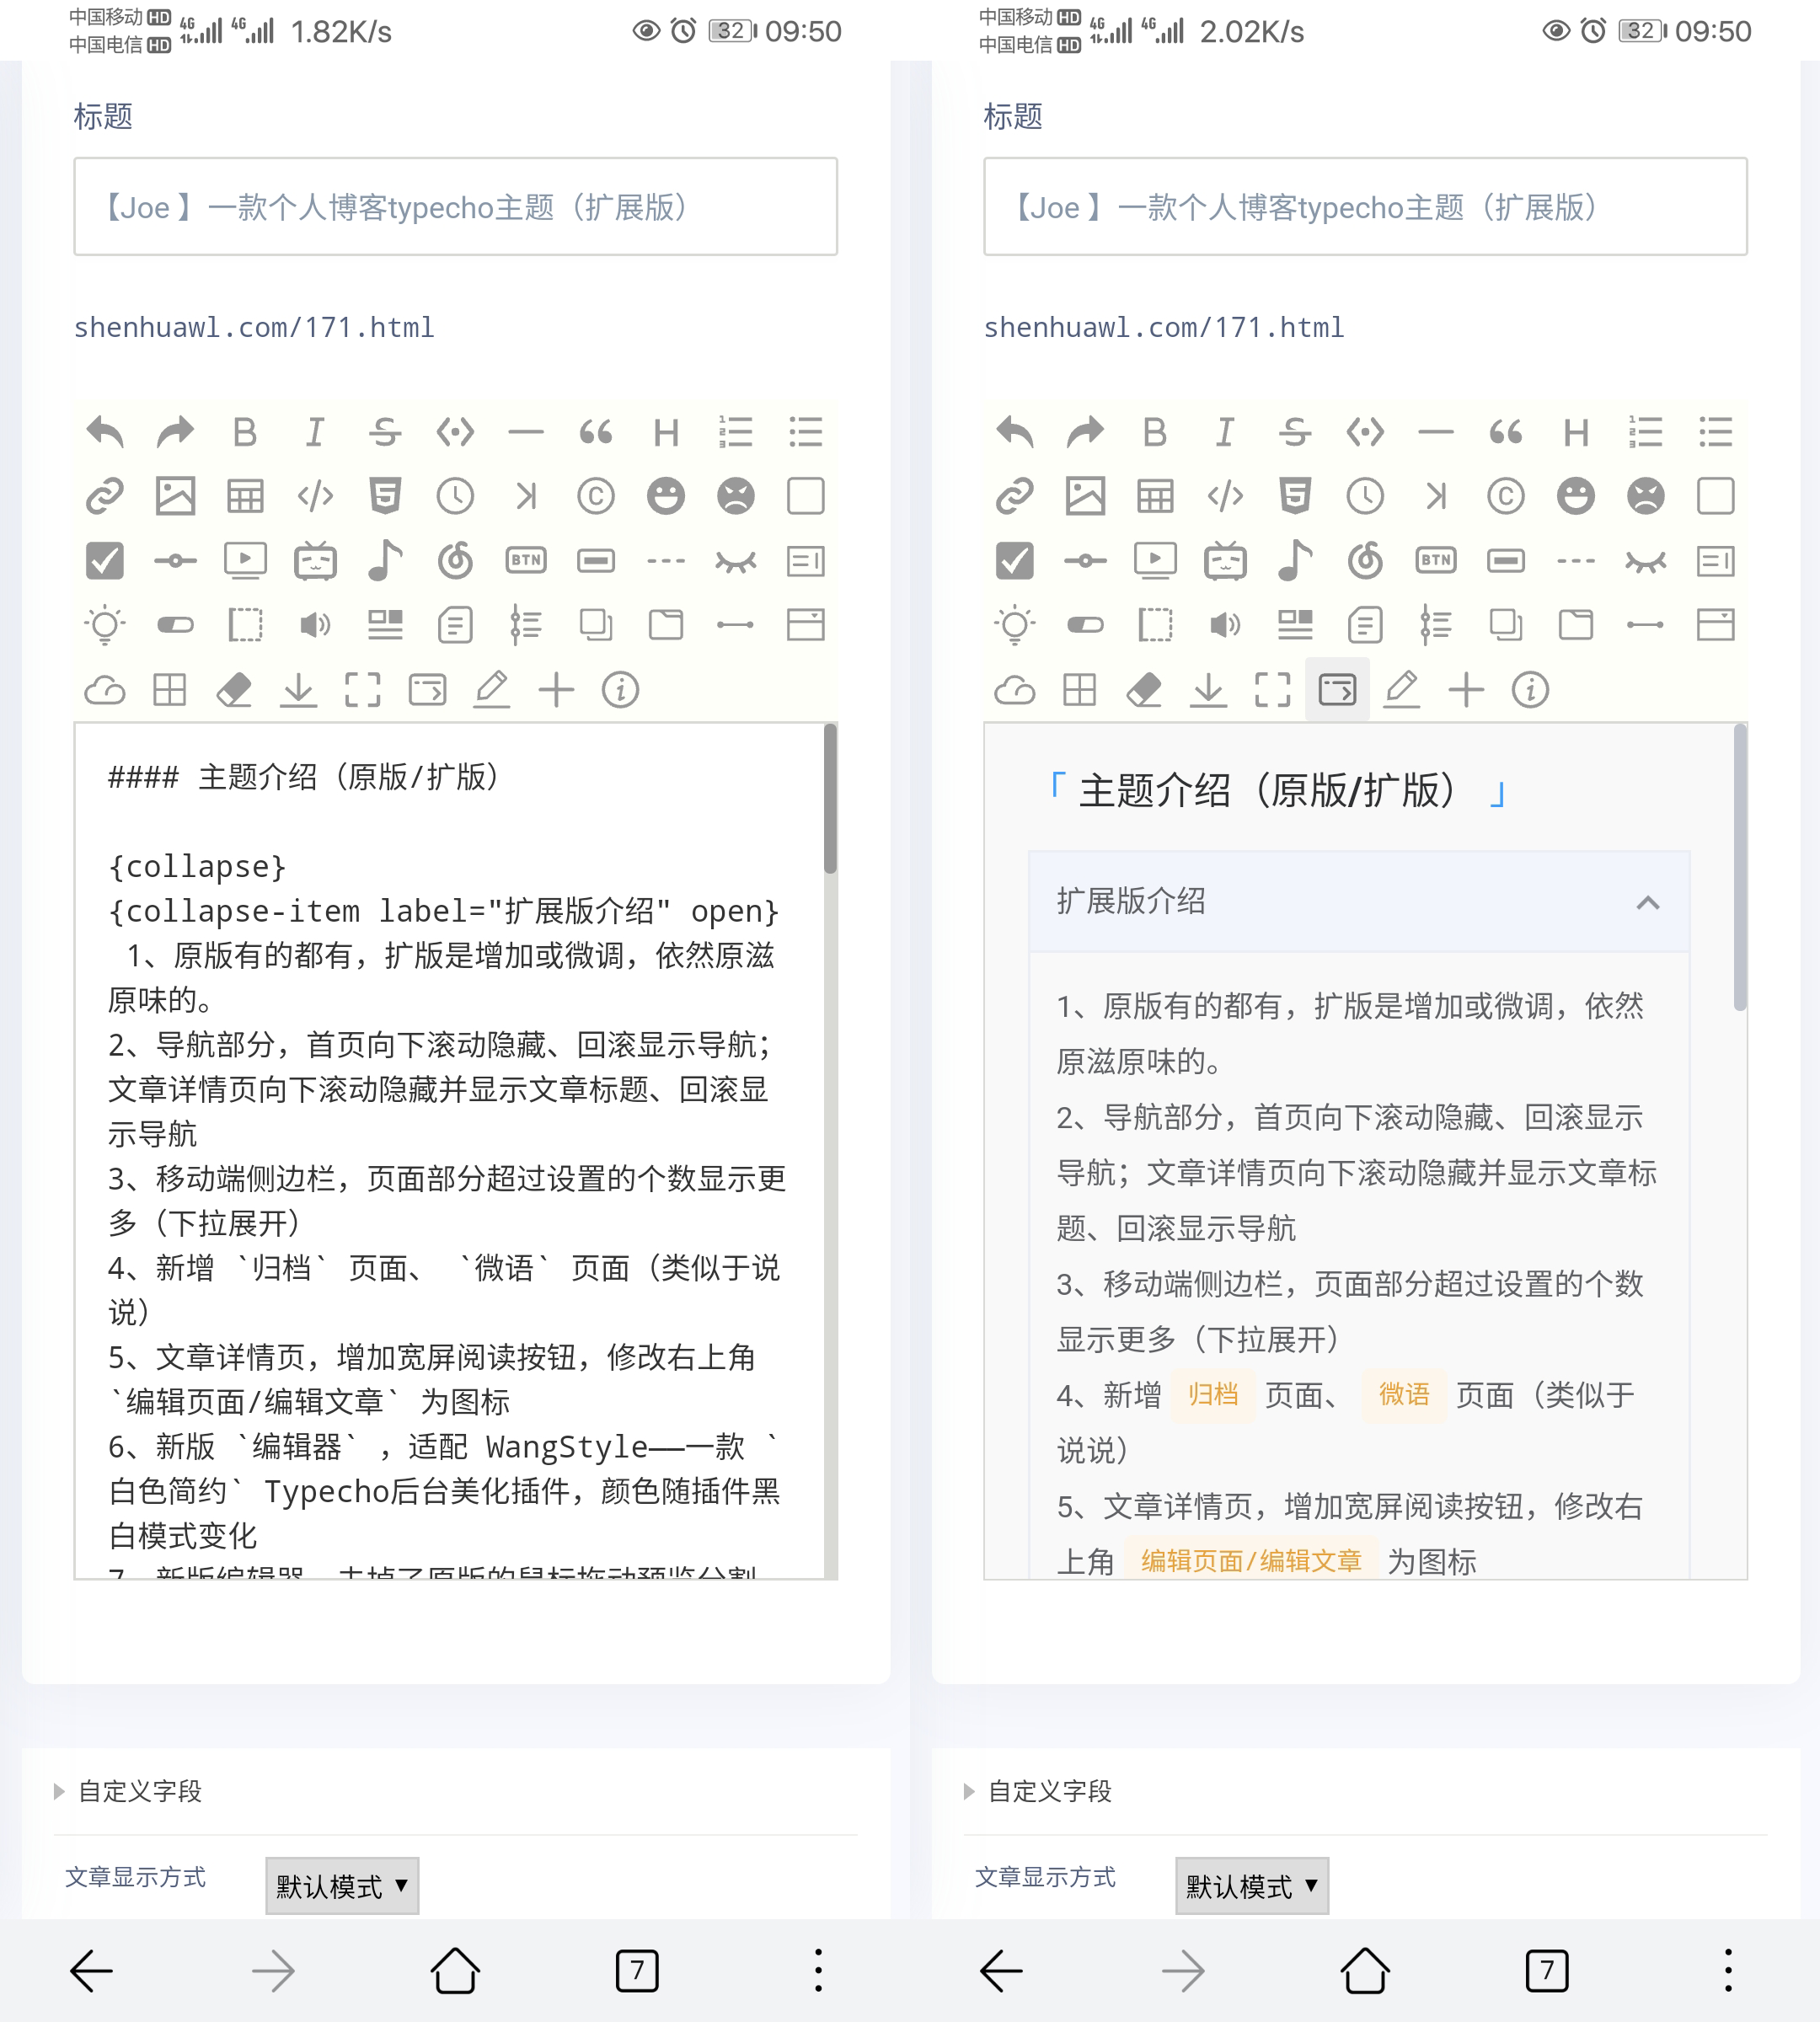 中国移动 HD 4G 4G 1.82K/s 32 09:50
中国电信 HD
标题
【Joe 】一款个人博客typecho主题（扩展版）
shenhuawl.com/171.html
B I S H
BTN
#### 主题介绍（原版/扩版）
{collapse}
{collapse-item label="扩展版介绍" open}
1、原版有的都有，扩版是增加或微调，依然原滋
原味的。
2、导航部分，首页向下滚动隐藏、回滚显示导航；
文章详情页向下滚动隐藏并显示文章标题、回滚显
示导航
3、移动端侧边栏，页面部分超过设置的个数显示更
多（下拉展开）
4、新增 `归档` 页面、 `微语` 页面（类似于说
说）
5、文章详情页，增加宽屏阅读按钮，修改右上角
`编辑页面/编辑文章` 为图标
6、新版 `编辑器` ，适配 WangStyle——一款 `
白色简约` Typecho后台美化插件，颜色随插件黑
白模式变化
7、新版编辑器，去掉了原版的鼠标拖动预览分割
自定义字段
文章显示方式 默认模式 ▼
7
中国移动 HD 4G 4G 2.02K/s 32 09:50
中国电信 HD
标题
【Joe 】一款个人博客typecho主题（扩展版）
shenhuawl.com/171.html
B I S H
BTN
「 主题介绍（原版/扩版） 」
扩展版介绍
1、原版有的都有，扩版是增加或微调，依然
原滋原味的。
2、导航部分，首页向下滚动隐藏、回滚显示
导航；文章详情页向下滚动隐藏并显示文章标
题、回滚显示导航
3、移动端侧边栏，页面部分超过设置的个数
显示更多（下拉展开）
4、新增 归档 页面、 微语 页面（类似于
说说）
5、文章详情页，增加宽屏阅读按钮，修改右
上角 编辑页面/编辑文章 为图标
自定义字段
文章显示方式 默认模式 ▼
7